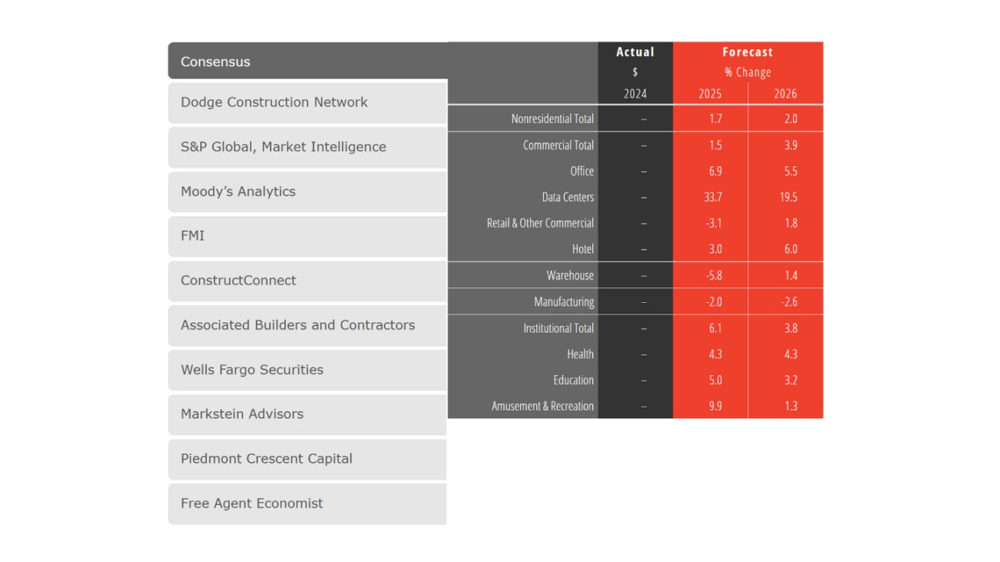 Consensus
Dodge Construction Network
S&P Global, Market Intelligence
Moody’s Analytics
FMI
ConstructConnect
Associated Builders and Contractors
Wells Fargo Securities
Markstein Advisors
Piedmont Crescent Capital
Free Agent Economist
Actual Forecast
$ % Change
2024 2025 2026
Nonresidential Total – 1.7 2.0
Commercial Total – 1.5 3.9
Office – 6.9 5.5
Data Centers – 33.7 19.5
Retail & Other Commercial – -3.1 1.8
Hotel – 3.0 6.0
Warehouse – -5.8 1.4
Manufacturing – -2.0 -2.6
Institutional Total – 6.1 3.8
Health – 4.3 4.3
Education – 5.0 3.2
Amusement & Recreation – 9.9 1.3